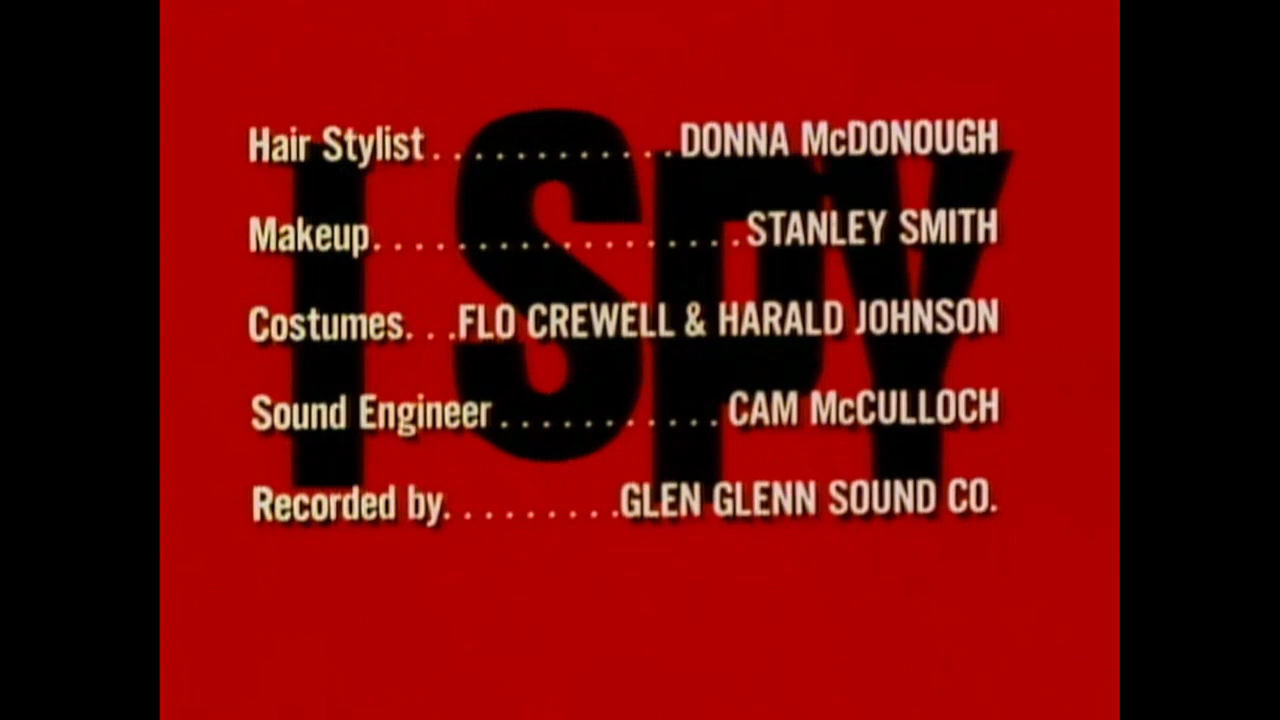 I SPY
Hair Stylist............DONNA McDONOUGH
Makeup...................STANLEY SMITH
Costumes...FLO CREWELL & HARALD JOHNSON
Sound Engineer...........CAM McCULLOCH
Recorded by.........GLEN GLENN SOUND CO.